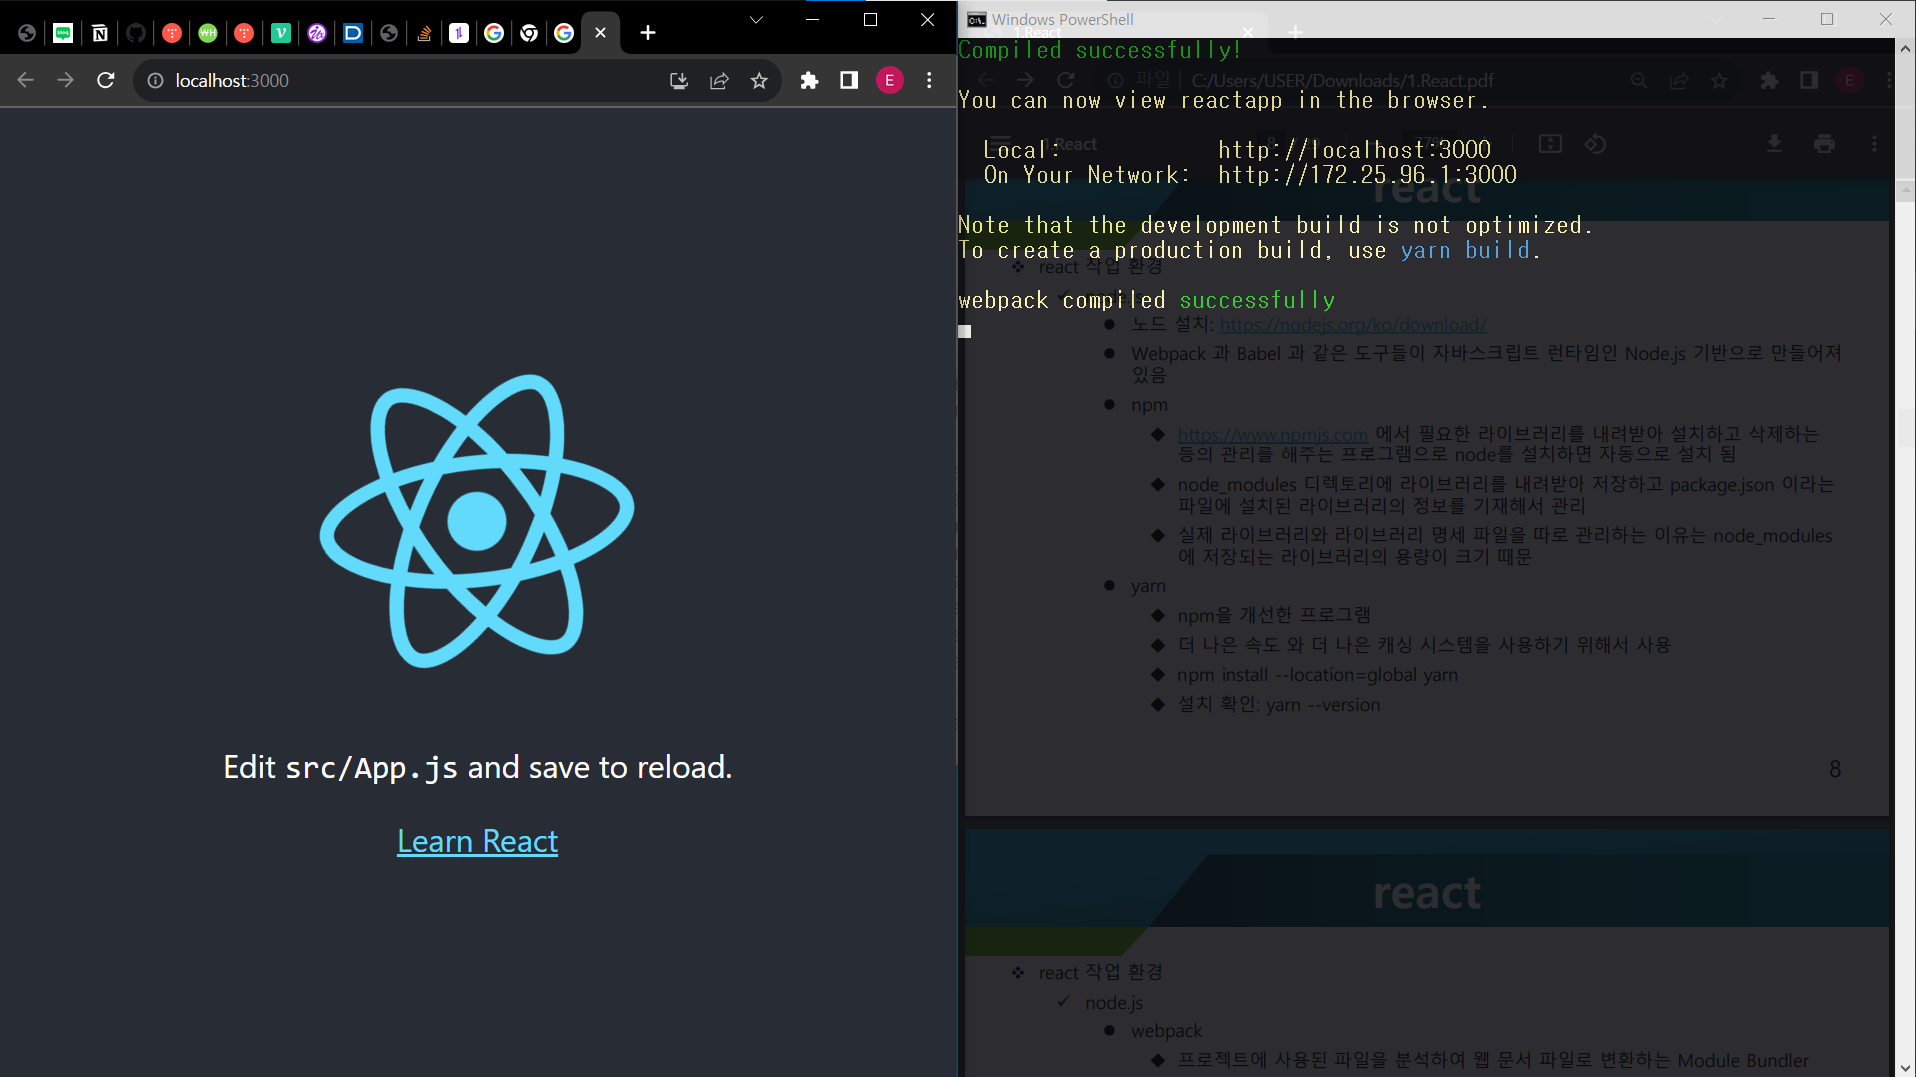 localhost:3000
E
Edit src/App.js and save to reload.
Learn React
Windows PowerShell
1.React
파일 | C:/Users/USER/Downloads/1.React.pdf
E
1.React
8
77%
Compiled successfully!
You can now view reactapp in the browser.
Local: http://localhost:3000
On Your Network: http://172.25.96.1:3000
Note that the development build is not optimized.
To create a production build, use yarn build.
webpack compiled successfully
react
❖ react 작업 환경
✓ node.js
● 노드 설치: https://nodejs.org/ko/download/
● Webpack 과 Babel 과 같은 도구들이 자바스크립트 런타임인 Node.js 기반으로 만들어져
있음
● npm
◆ https://www.npmjs.com 에서 필요한 라이브러리를 내려받아 설치하고 삭제하는
등의 관리를 해주는 프로그램으로 node를 설치하면 자동으로 설치 됨
◆ node_modules 디렉토리에 라이브러리를 내려받아 저장하고 package.json 이라는
파일에 설치된 라이브러리의 정보를 기재해서 관리
◆ 실제 라이브러리와 라이브러리 명세 파일을 따로 관리하는 이유는 node_modules
에 저장되는 라이브러리의 용량이 크기 때문
● yarn
◆ npm을 개선한 프로그램
◆ 더 나은 속도 와 더 나은 캐싱 시스템을 사용하기 위해서 사용
◆ npm install --location=global yarn
◆ 설치 확인: yarn --version
8
react
❖ react 작업 환경
✓ node.js
● webpack
◆ 프로젝트에 사용된 파일을 분석하여 웹 문서 파일로 변환하는 Module Bundler